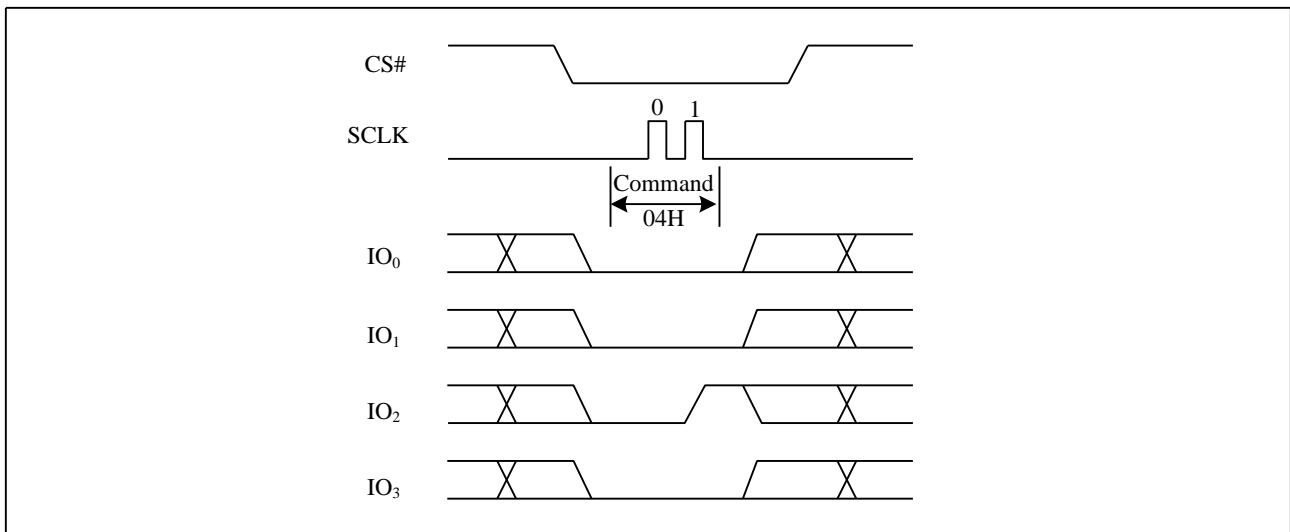 CS#
0 1
SCLK
Command
04H
IO₀
IO₁
IO₂
IO₃